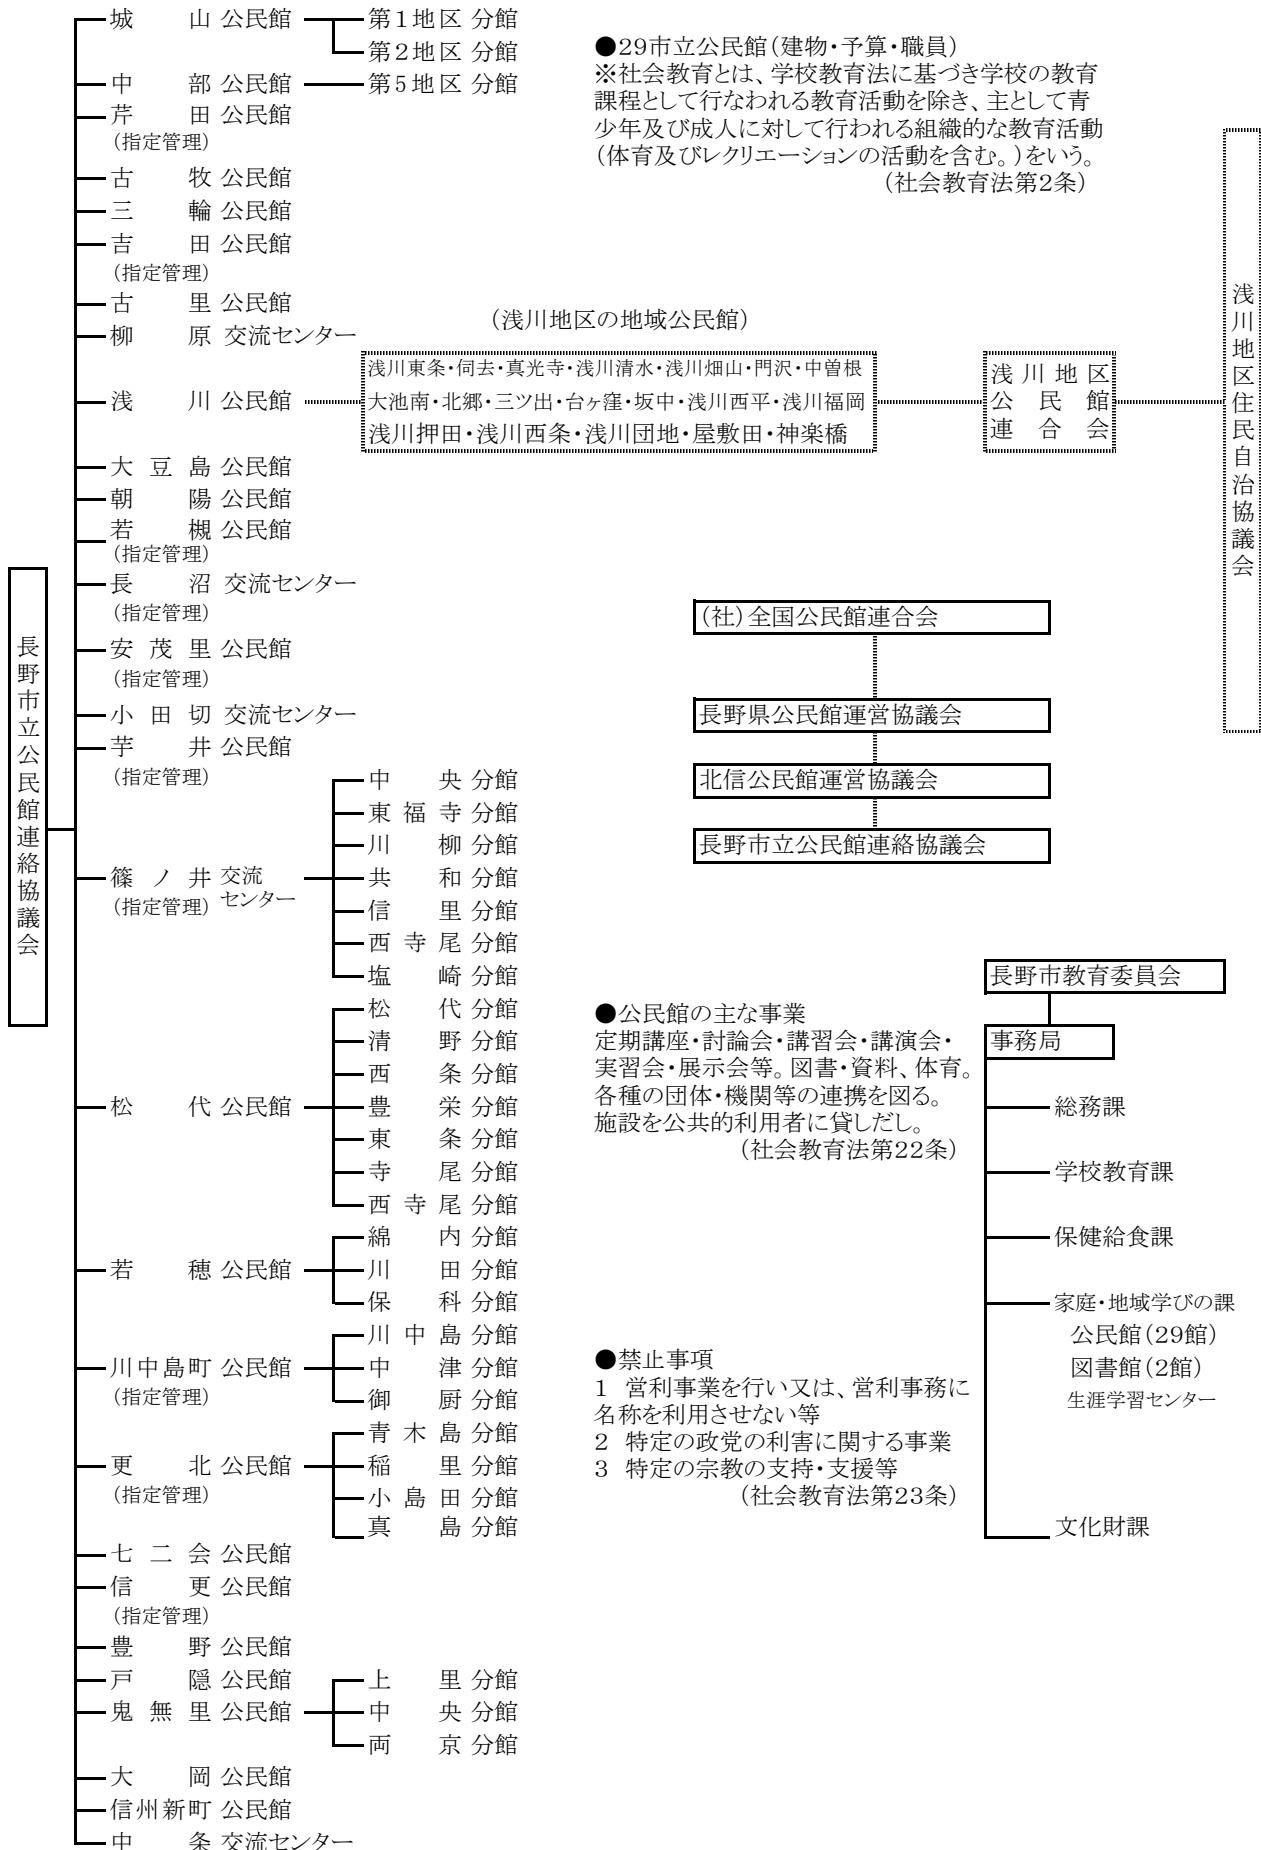 長野市立公民館連絡協議会
城山 公民館
第1地区 分館
第2地区 分館
中部 公民館
第5地区 分館
芹田 公民館
(指定管理)
古牧 公民館
三輪 公民館
吉田 公民館
(指定管理)
古里 公民館
柳原 交流センター
浅川 公民館
大豆島 公民館
朝陽 公民館
若槻 公民館
(指定管理)
長沼 交流センター
(指定管理)
安茂里 公民館
(指定管理)
小田切 交流センター
芋井 公民館
(指定管理)
篠ノ井 交流
センター
(指定管理)
中央 分館
東福寺 分館
川柳 分館
共和 分館
信里 分館
西寺尾 分館
塩崎 分館
松代 公民館
松代 分館
清野 分館
西条 分館
豊栄 分館
東条 分館
寺尾 分館
西寺尾 分館
若穂 公民館
綿内 分館
川田 分館
保科 分館
川中島町 公民館
(指定管理)
川中島 分館
中津 分館
御厨 分館
更北 公民館
(指定管理)
青木島 分館
稲里 分館
小島田 分館
真島 分館
七二会 公民館
信更 公民館
(指定管理)
豊野 公民館
戸隠 公民館
鬼無里 公民館
上里 分館
中央 分館
両京 分館
大岡 公民館
信州新町 公民館
中条 交流センター
●29市立公民館(建物・予算・職員)
※社会教育とは、学校教育法に基づき学校の教育
課程として行なわれる教育活動を除き、主として青
少年及び成人に対して行われる組織的な教育活動
(体育及びレクリエーションの活動を含む。)をいう。
(社会教育法第2条)
(浅川地区の地域公民館)
浅川東条・伺去・真光寺・浅川清水・浅川畑山・門沢・中曽根
大池南・北郷・三ツ出・台ヶ窪・坂中・浅川西平・浅川福岡
浅川押田・浅川西条・浅川団地・屋敷田・神楽橋
浅川地区
公民館
連合会
浅川地区住民自治協議会
(社)全国公民館連合会
長野県公民館運営協議会
北信公民館運営協議会
長野市立公民館連絡協議会
●公民館の主な事業
定期講座・討論会・講習会・講演会・
実習会・展示会等。図書・資料、体育。
各種の団体・機関等の連携を図る。
施設を公共的利用者に貸しだし。
(社会教育法第22条)
●禁止事項
1 営利事業を行い又は、営利事務に
名称を利用させない等
2 特定の政党の利害に関する事業
3 特定の宗教の支持・支援等
(社会教育法第23条)
長野市教育委員会
事務局
総務課
学校教育課
保健給食課
家庭・地域学びの課
公民館(29館)
図書館(2館)
生涯学習センター
文化財課